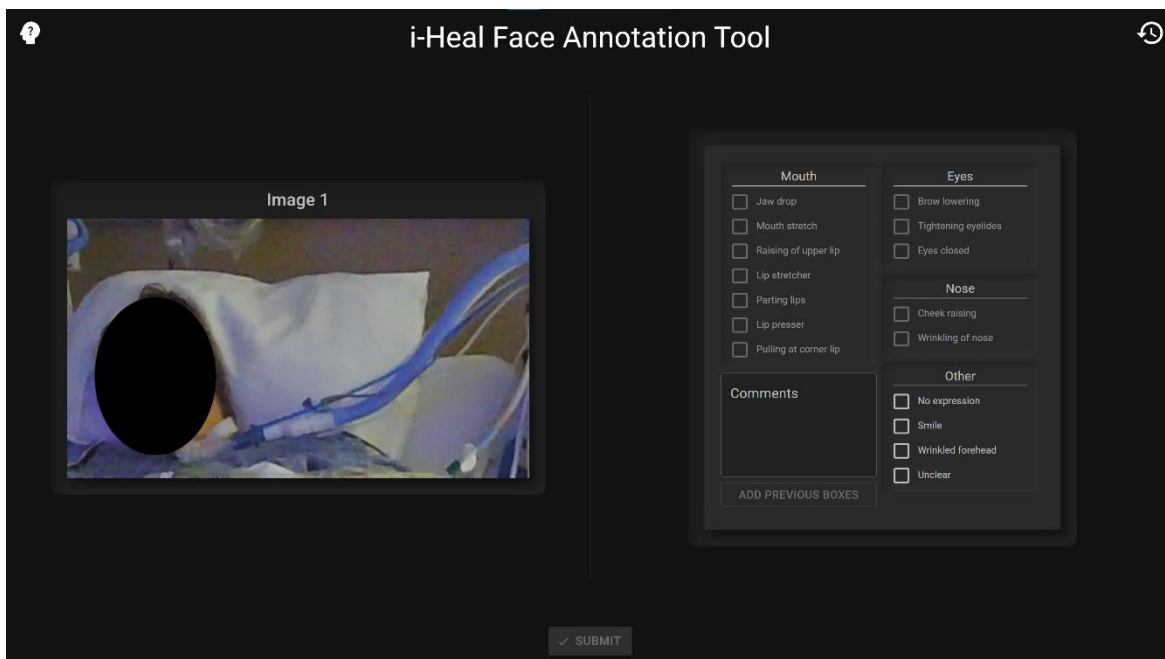 ?
i-Heal Face Annotation Tool
Image 1
Mouth
Jaw drop
Mouth stretch
Raising of upper lip
Lip stretcher
Parting lips
Lip presser
Pulling at corner lip
Comments
ADD PREVIOUS BOXES
Eyes
Brow lowering
Tightening eyelides
Eyes closed
Nose
Cheek raising
Wrinkling of nose
Other
No expression
Smile
Wrinkled forehead
Unclear
SUBMIT